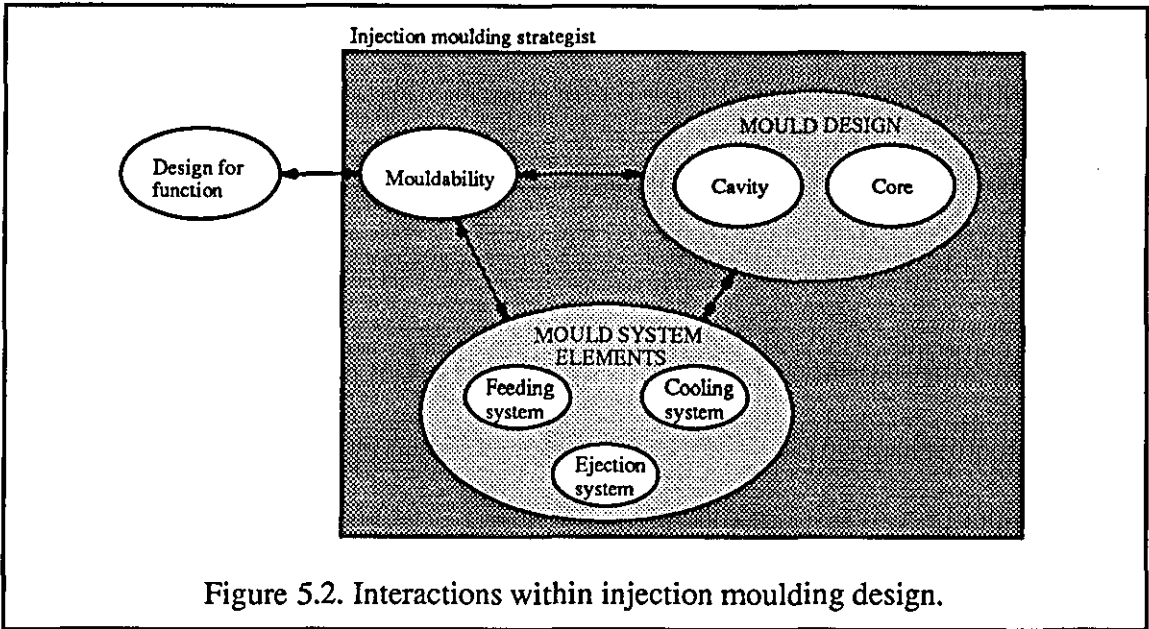 Injection moulding strategist
Design for
function
Mouldability
MOULD DESIGN
Cavity
Core
MOULD SYSTEM
ELEMENTS
Feeding
system
Cooling
system
Ejection
system
Figure 5.2. Interactions within injection moulding design.